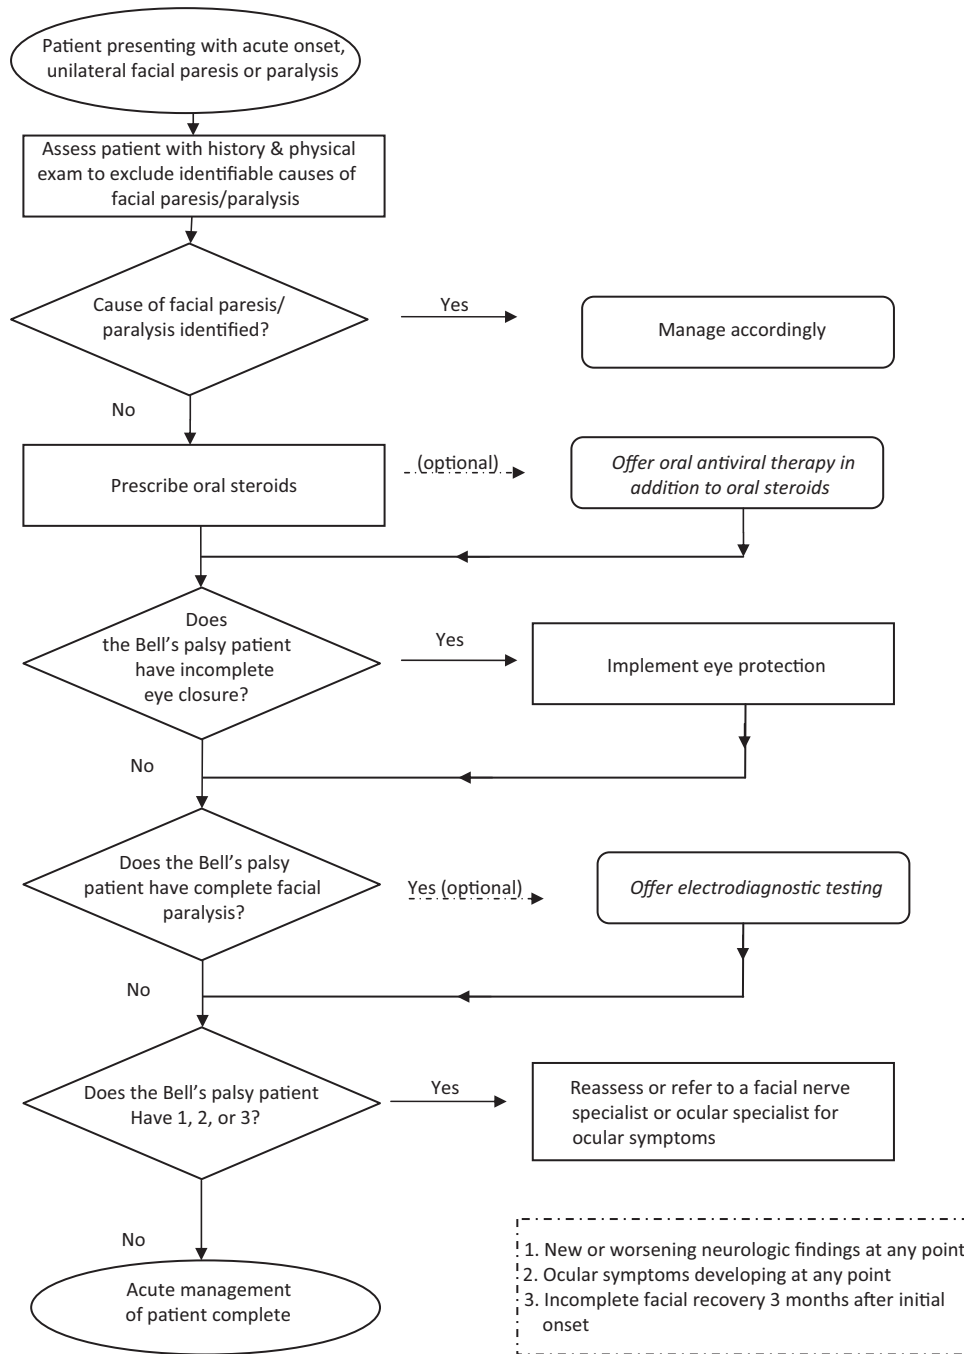 Patient presenting with acute onset,
unilateral facial paresis or paralysis
Assess patient with history & physical
exam to exclude identifiable causes of
facial paresis/paralysis
Cause of facial paresis/
paralysis identified?
Yes
Manage accordingly
No
Prescribe oral steroids
(optional)
Offer oral antiviral therapy in
addition to oral steroids
Does
the Bell’s palsy patient
have incomplete
eye closure?
Yes
Implement eye protection
No
Does the Bell’s palsy
patient have complete facial
paralysis?
Yes (optional)
Offer electrodiagnostic testing
No
Does the Bell’s palsy patient
Have 1, 2, or 3?
Yes
Reassess or refer to a facial nerve
specialist or ocular specialist for
ocular symptoms
No
Acute management
of patient complete
1. New or worsening neurologic findings at any point
2. Ocular symptoms developing at any point
3. Incomplete facial recovery 3 months after initial
onset